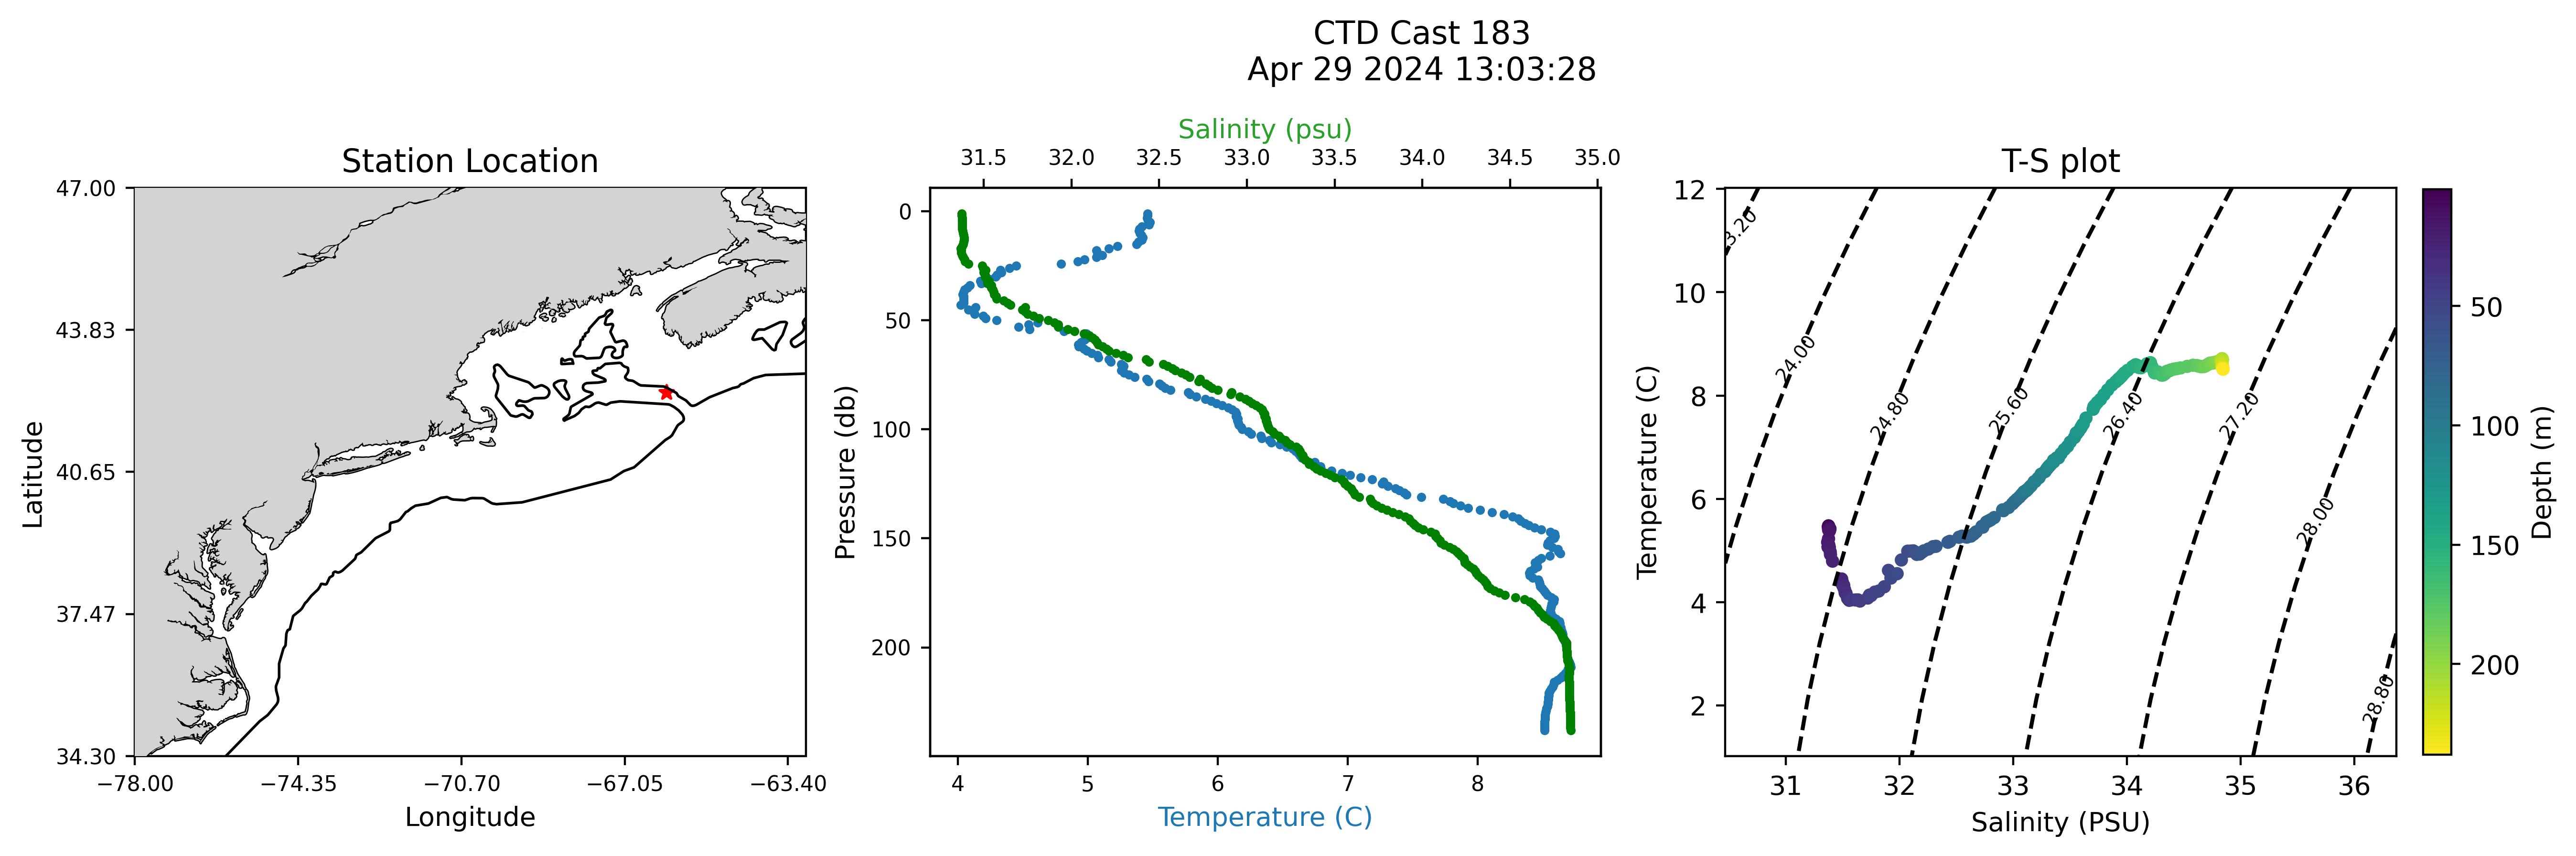 CTD Cast 183
Apr 29 2024 13:03:28
Station Location
47.00
43.83
40.65
37.47
34.30
Latitude
−78.00 −74.35 −70.70 −67.05 −63.40
Longitude
Salinity (psu)
31.5 32.0 32.5 33.0 33.5 34.0 34.5 35.0
0
50
100
150
200
Pressure (db)
4 5 6 7 8
Temperature (C)
T-S plot
12
10
8
6
4
2
Temperature (C)
3.20
24.00
24.80
25.60
26.40
27.20
28.00
28.80
31 32 33 34 35 36
Salinity (PSU)
50
100
150
200
Depth (m)